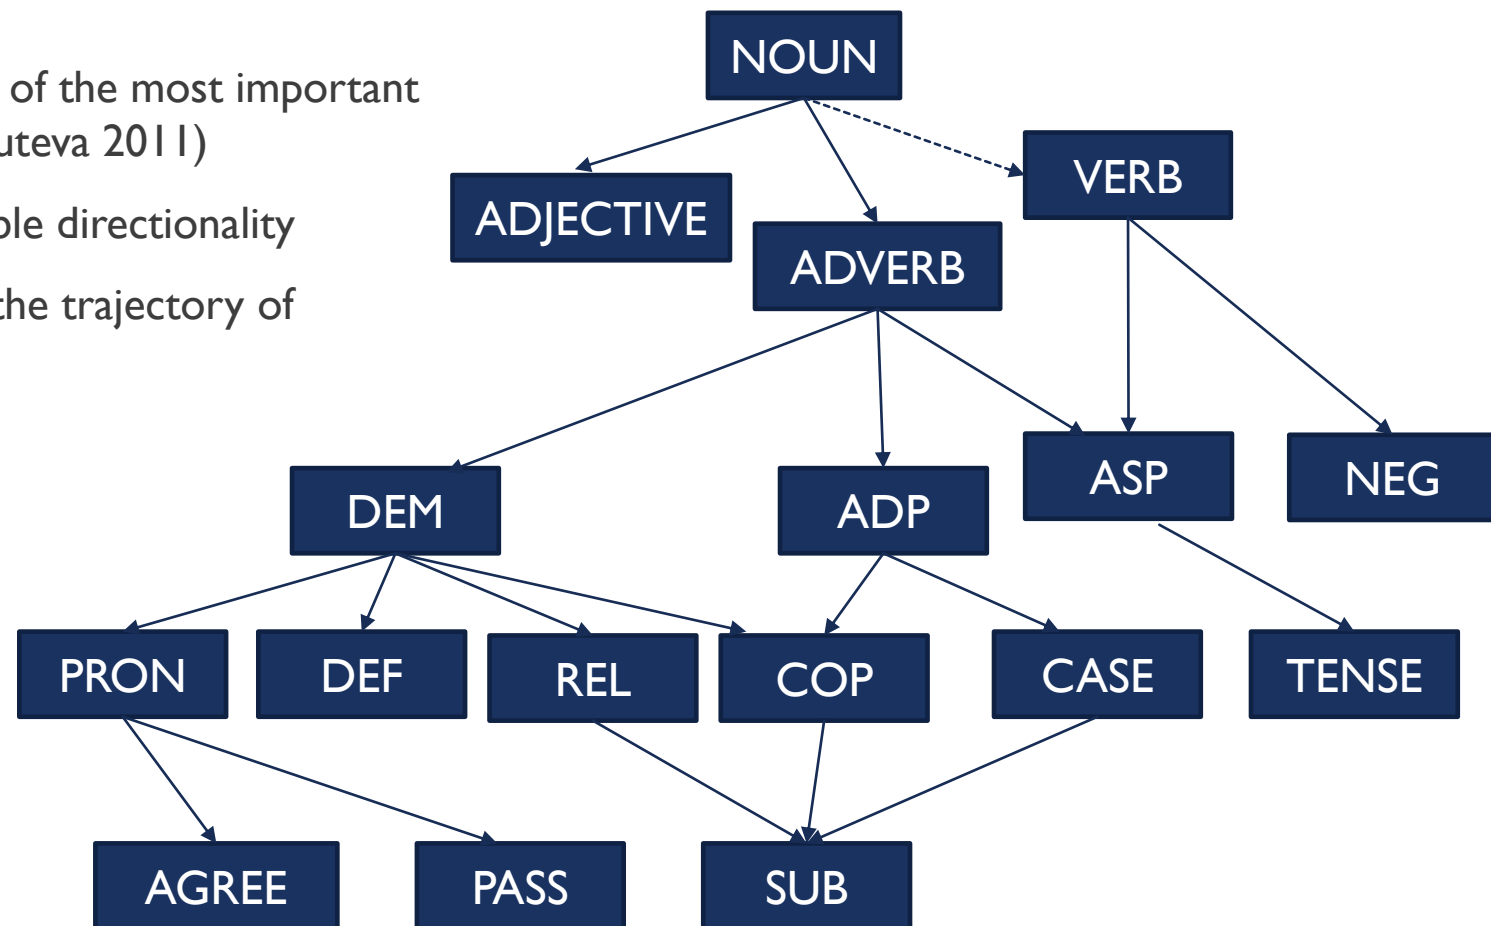 NOUN
of the most important
uteva 2011)
VERB
ADJECTIVE
ple directionality
ADVERB
the trajectory of
DEM
ADP
ASP
NEG
PRON
DEF
REL
COP
CASE
TENSE
AGREE
PASS
SUB